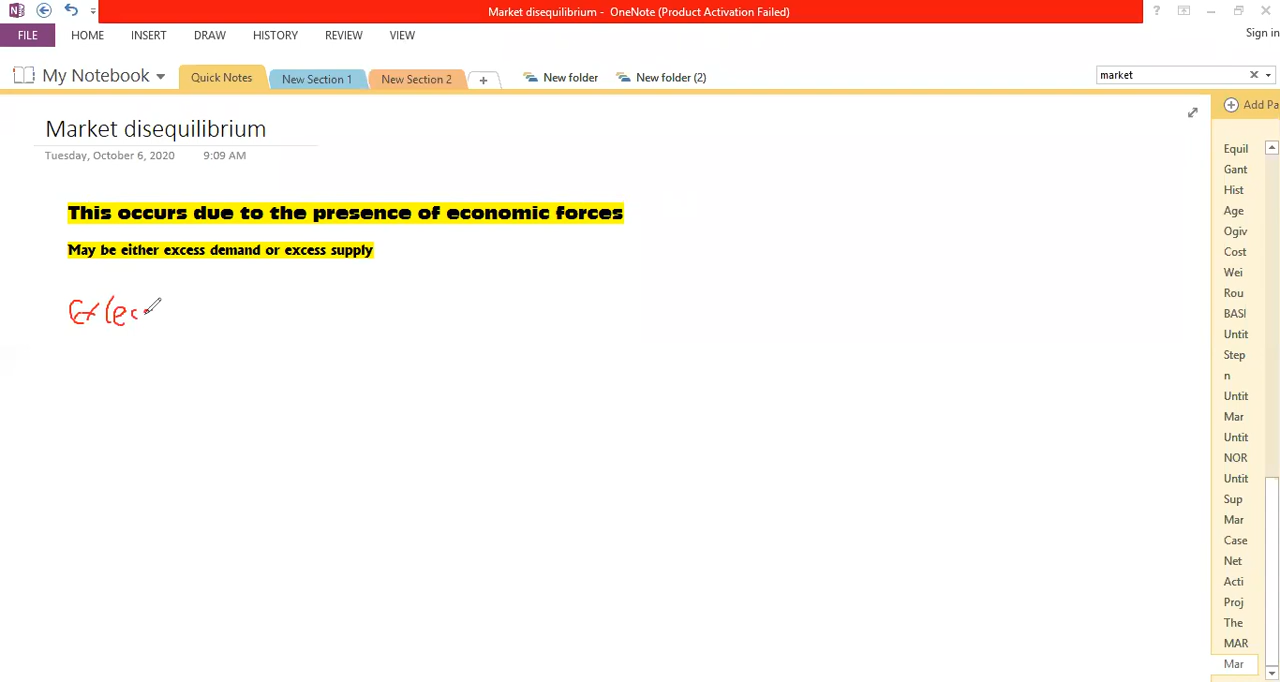 Market disequilibrium - OneNote (Product Activation Failed)
?
FILE HOME INSERT DRAW HISTORY REVIEW VIEW
Sign in
My Notebook Quick Notes New Section 1 New Section 2 + New folder New folder (2)
market
Add Pa
Market disequilibrium
Tuesday, October 6, 2020 9:09 AM
This occurs due to the presence of economic forces
May be either excess demand or excess supply
Equil
Gant
Hist
Age
Ogiv
Cost
Wei
Rou
BASI
Untit
Step
n
Untit
Mar
Untit
NOR
Untit
Sup
Mar
Case
Net
Acti
Proj
The
MAR
Mar